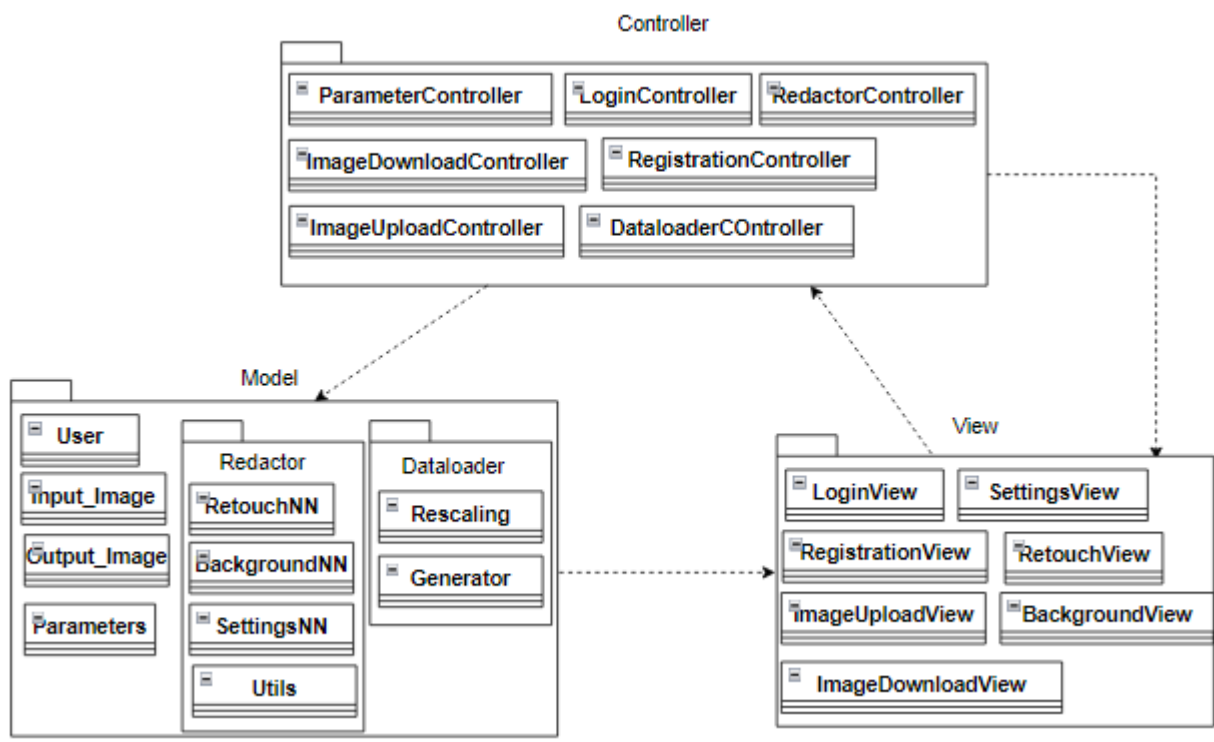 Controller
ParameterController
LoginController
RedactorController
ImageDownloadController
RegistrationController
ImageUploadController
DataloaderCOntroller
Model
User
Input_Image
Output_Image
Parameters
Redactor
RetouchNN
BackgroundNN
SettingsNN
Utils
Dataloader
Rescaling
Generator
View
LoginView
SettingsView
RegistrationView
RetouchView
ImageUploadView
BackgroundView
ImageDownloadView